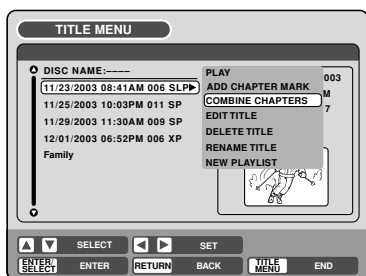 TITLE MENU
DISC NAME:----
11/23/2003 08:41AM 006 SLP
11/25/2003 10:03PM 011 SP
11/29/2003 11:30AM 009 SP
12/01/2003 06:52PM 006 XP
Family
PLAY
ADD CHAPTER MARK
COMBINE CHAPTERS
EDIT TITLE
DELETE TITLE
RENAME TITLE
NEW PLAYLIST
003
M
7
SELECT
SET
ENTER/
SELECT
ENTER
RETURN
BACK
TITLE
MENU
END